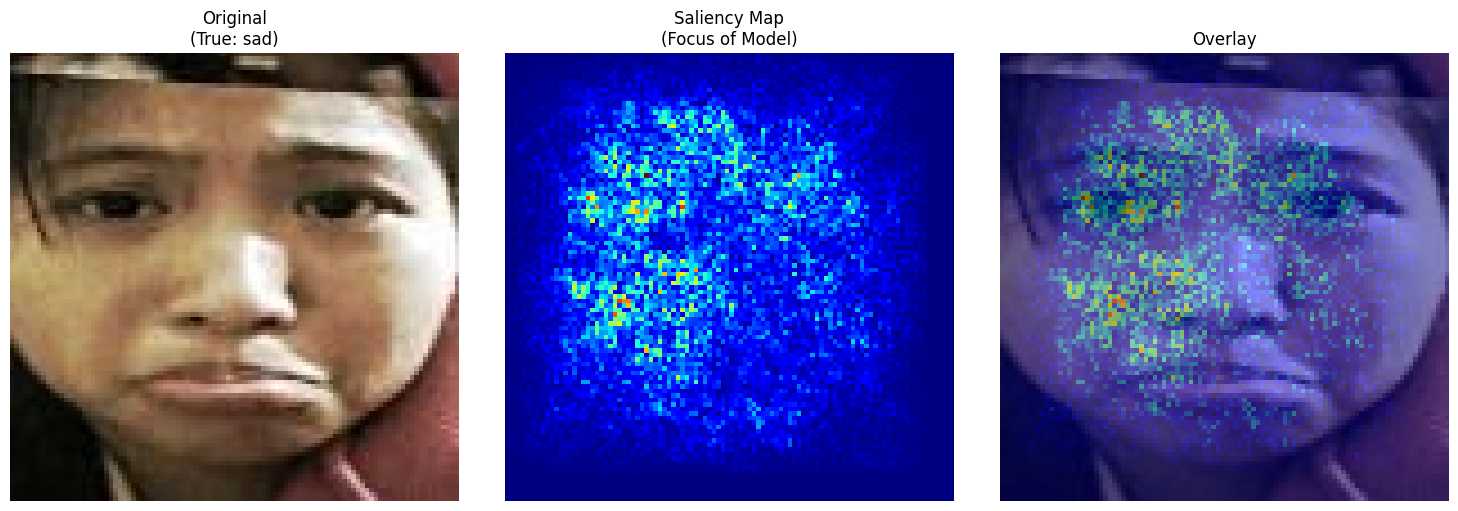 Original
(True: sad)
Saliency Map
(Focus of Model)
Overlay